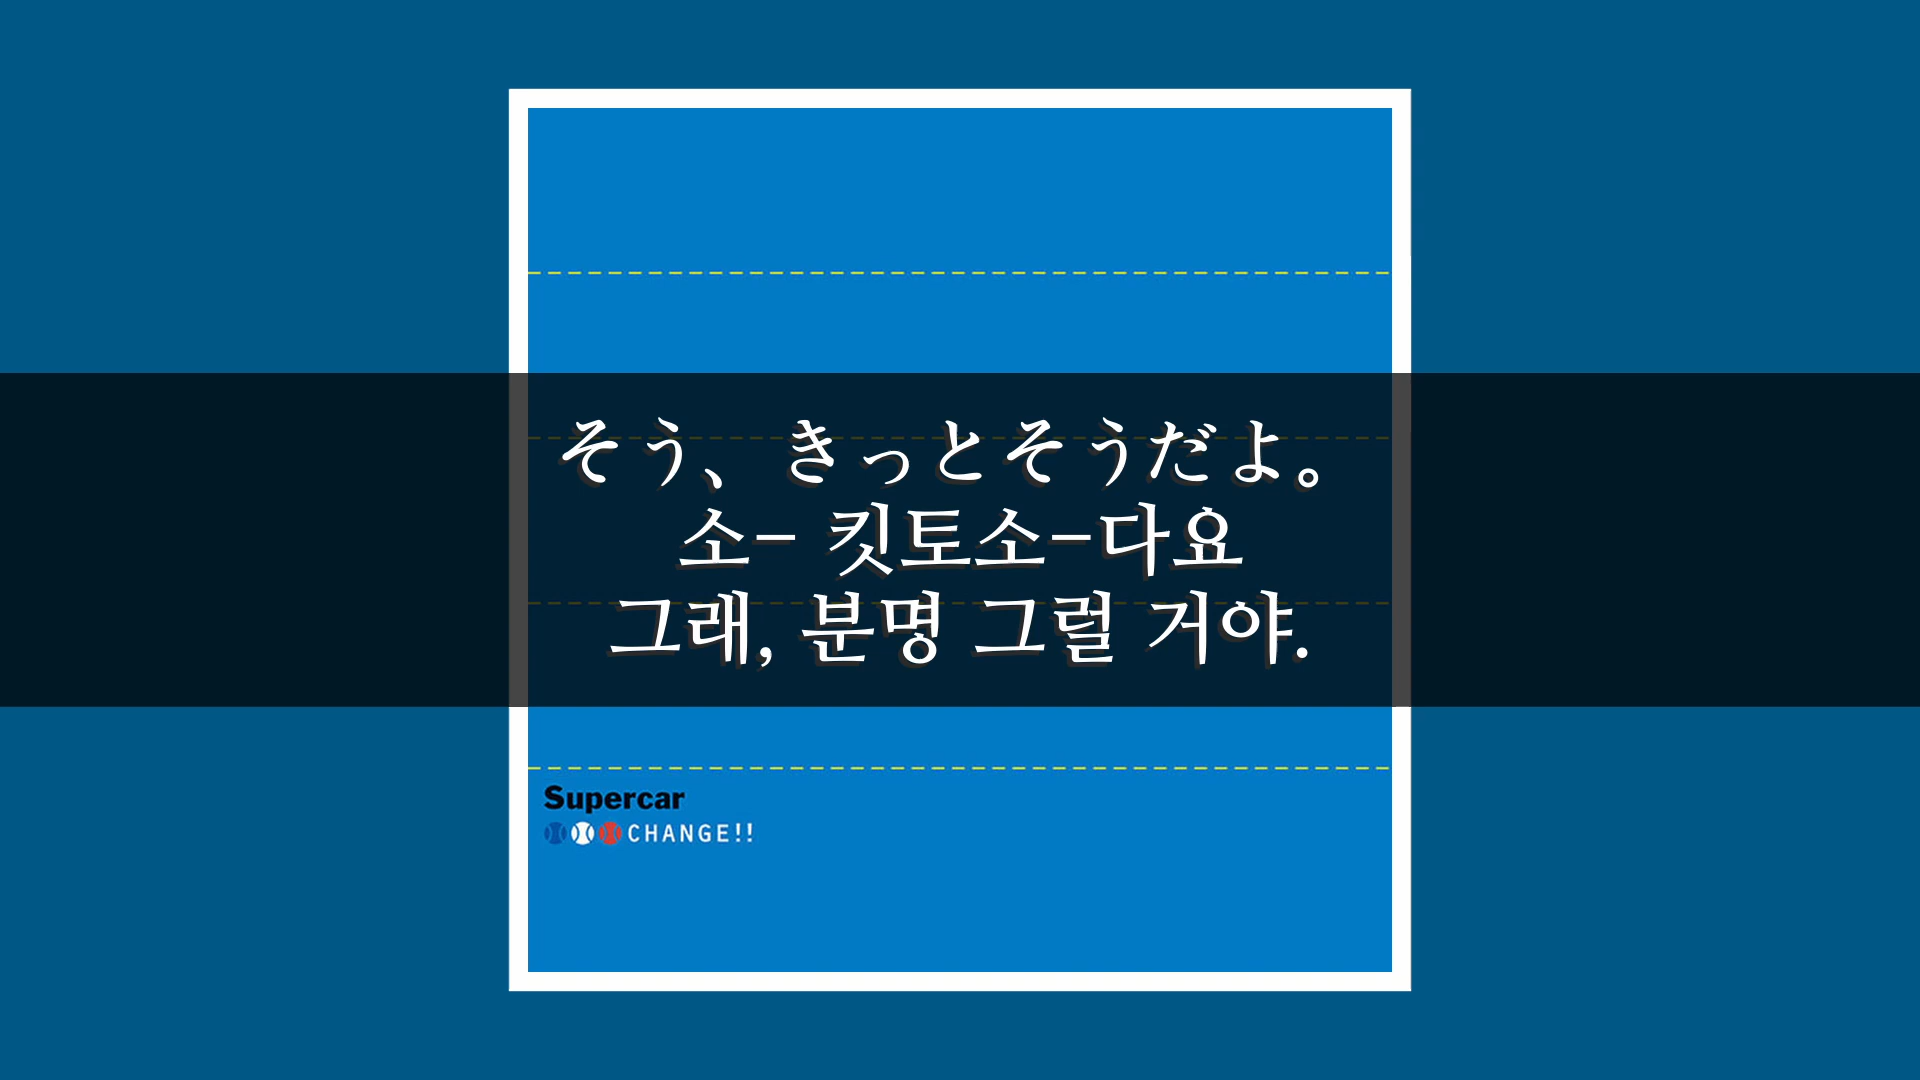 そう、きっとそうだよ。
소- 킷토소-다요
그래, 분명 그럴 거야.
Supercar
CHANGE!!